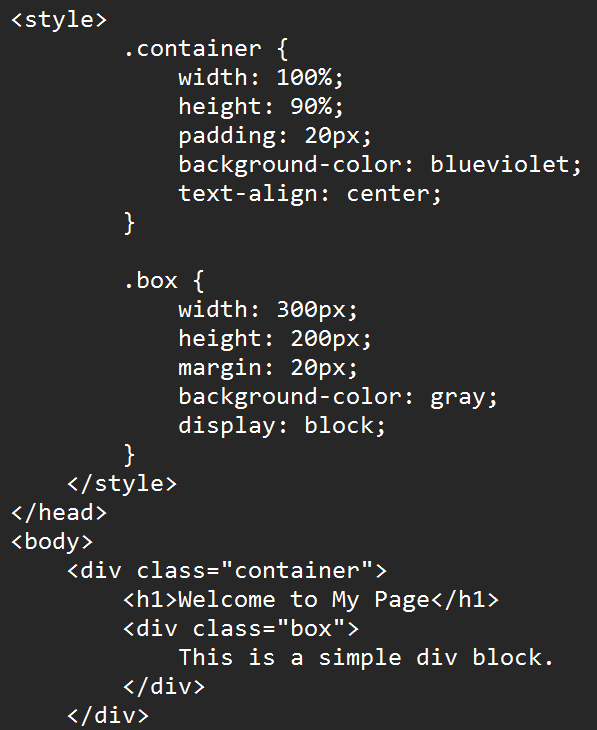 <style>
        .container {
            width: 100%;
            height: 90%;
            padding: 20px;
            background-color: blueviolet;
            text-align: center;
        }

        .box {
            width: 300px;
            height: 200px;
            margin: 20px;
            background-color: gray;
            display: block;
        }
    </style>
</head>
<body>
    <div class="container">
        <h1>Welcome to My Page</h1>
        <div class="box">
            This is a simple div block.
        </div>
    </div>